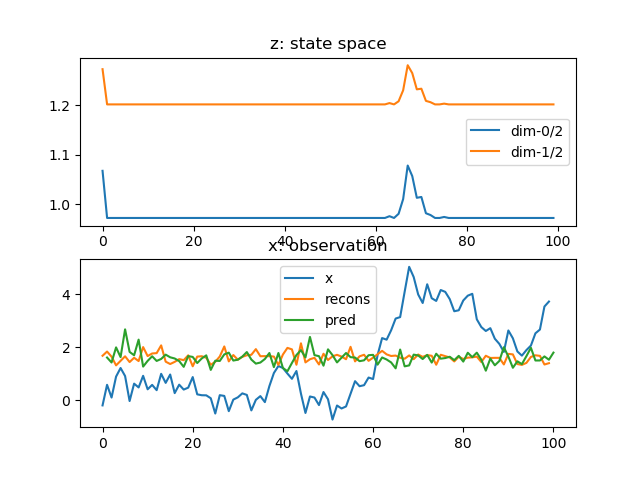 z: state space
1.2
1.1
1.0
dim-0/2
dim-1/2
0 20 40 60 80 100
x: observation
4
2
0
x
recons
pred
0 20 40 60 80 100